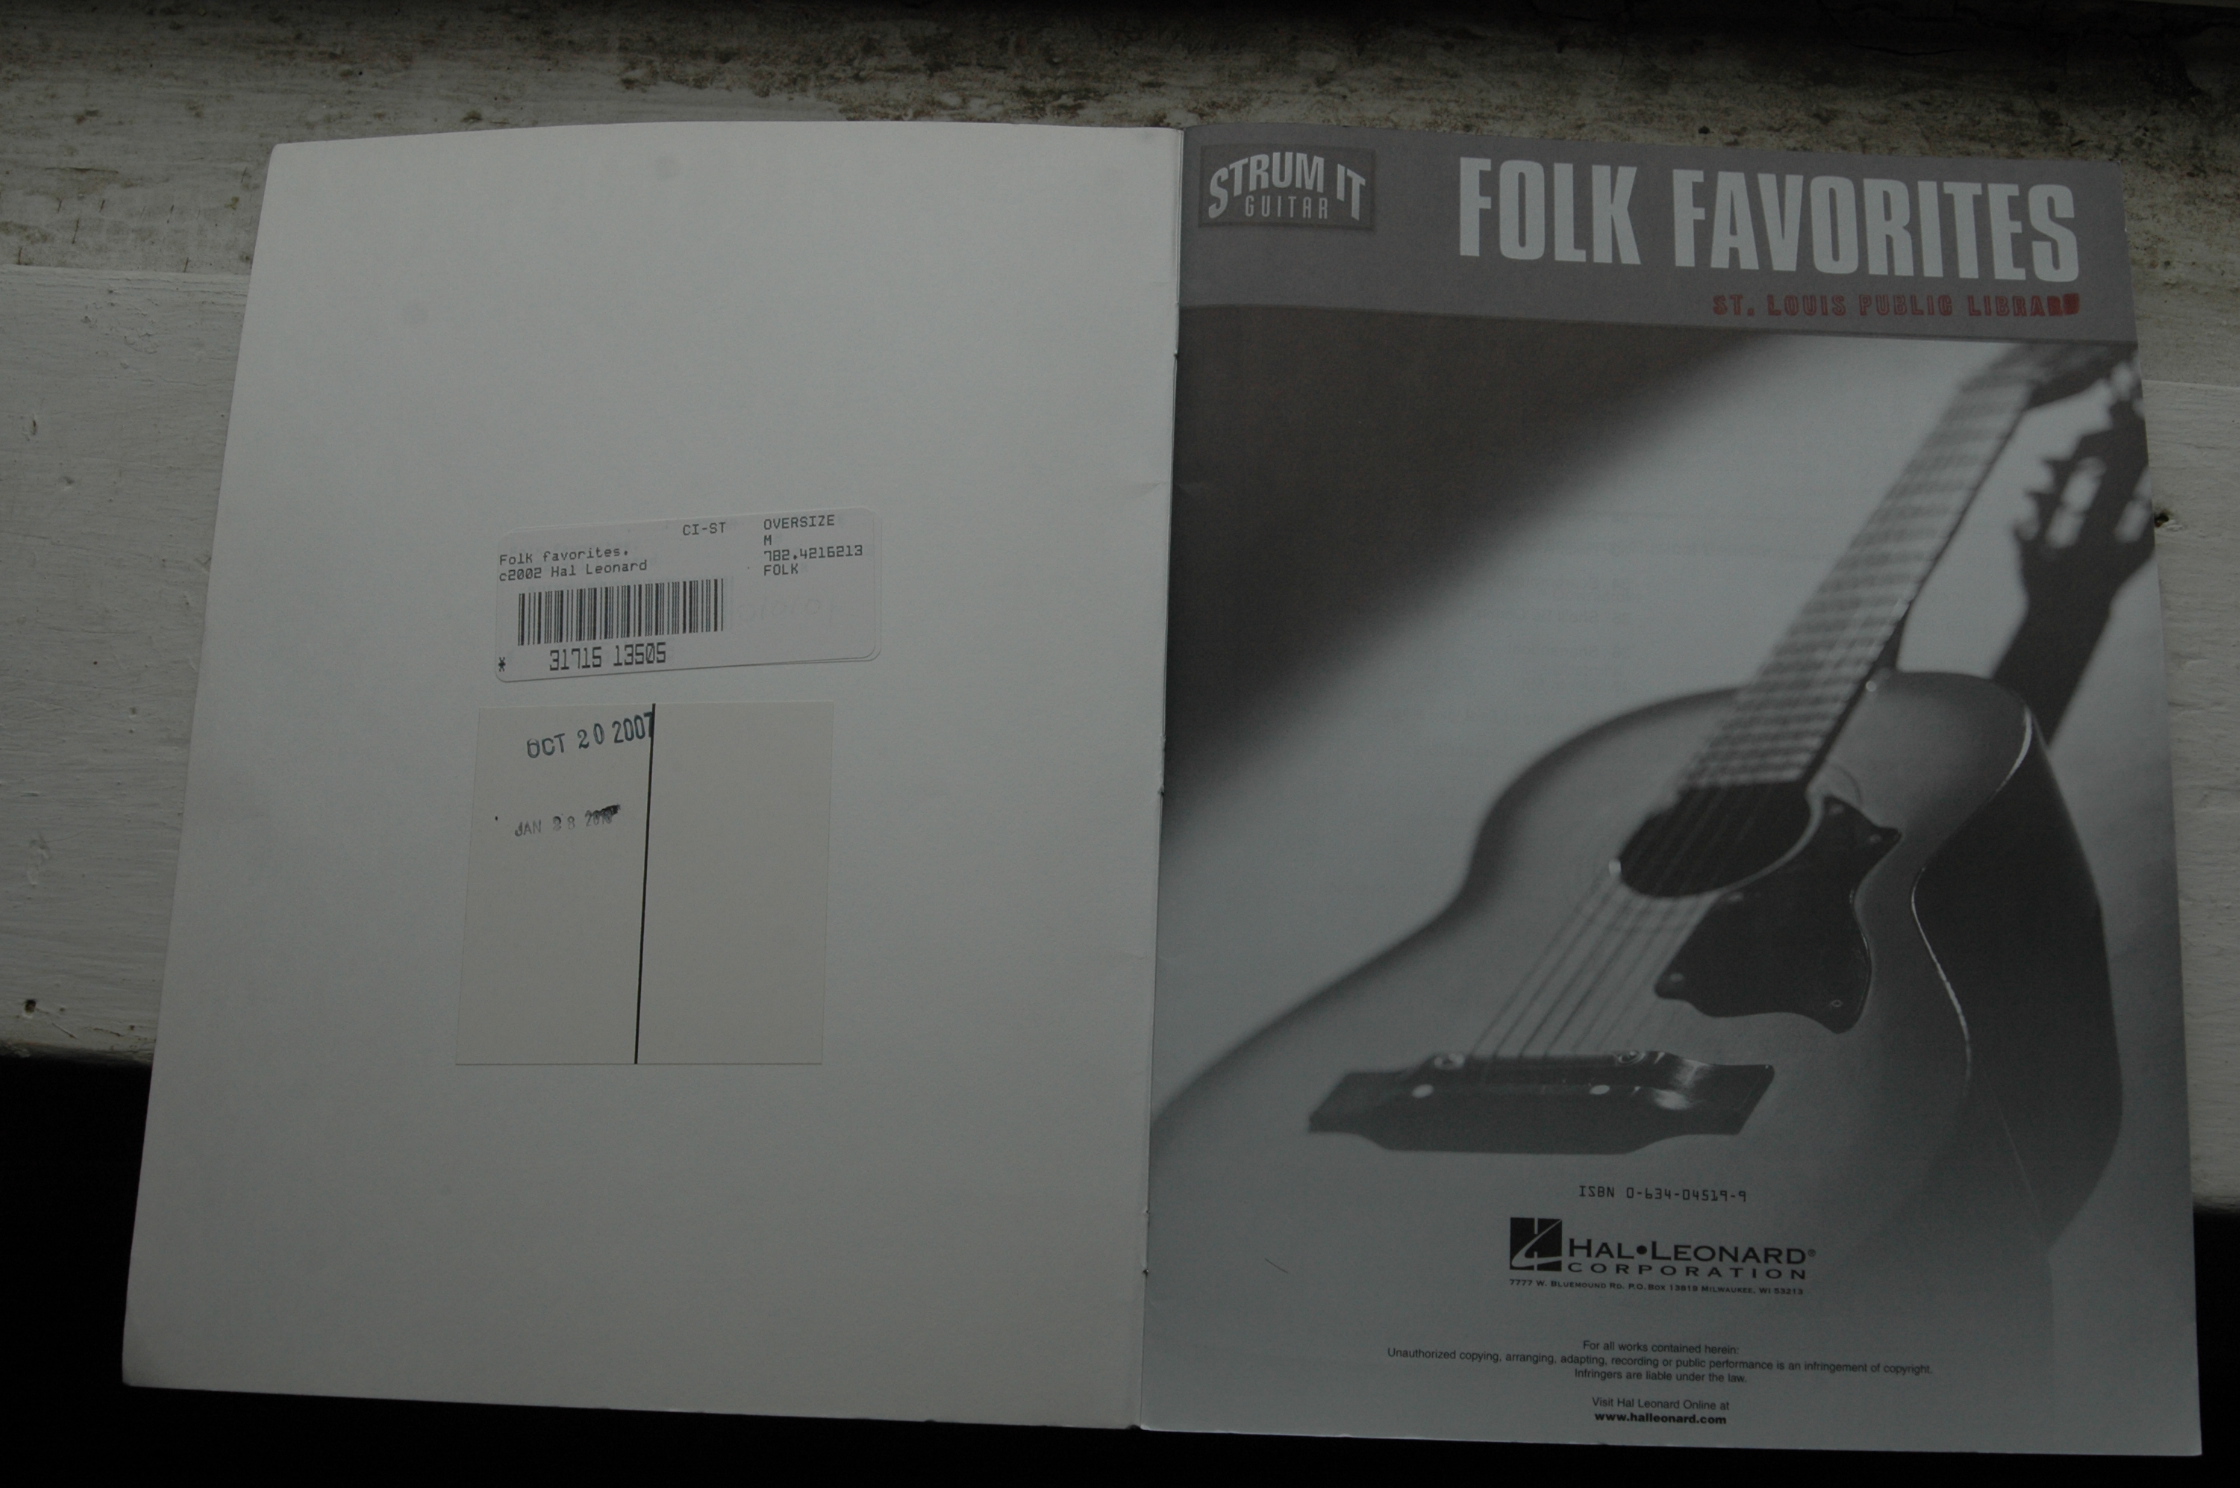 CI-ST
Folk favorites.
c2002 Hal Leonard
OVERSIZE
M
782.4216213
FOLK
* 31715 13505
OCT 20 2007
JAN
STRUM IT
GUITAR
FOLK FAVORITES
ST. LOUIS PUBLIC LIBRARY
ISBN 0-634-04519-9
HAL•LEONARD®
CORPORATION
7777 W. BLUEMOUND RD. P.O. BOX 13819 MILWAUKEE, WI 53213
For all works contained herein:
Unauthorized copying, arranging, adapting, recording or public performance is an infringement of copyright.
Infringers are liable under the law.
Visit Hal Leonard Online at
www.halleonard.com